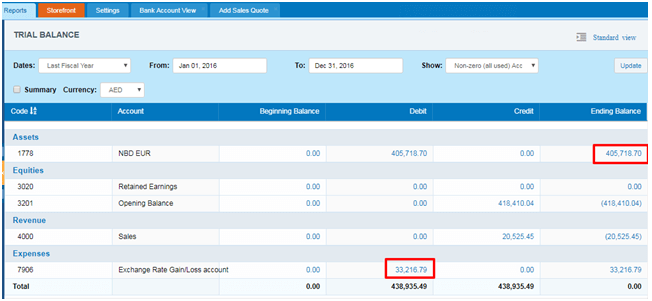 Reports Storefront Settings Bank Account View Add Sales Quote
TRIAL BALANCE Standard view
Dates: Last Fiscal Year From: Jan 01, 2016 To: Dec 31, 2016 Show: Non-zero (all used) Acc Update
Summary Currency: AED
Code Account Beginning Balance Debit Credit Ending Balance
Assets
1778 NBD EUR 0.00 405,718.70 0.00 405,718.70
Equities
3020 Retained Earnings 0.00 0.00 0.00 0.00
3201 Opening Balance 0.00 0.00 418,410.04 (418,410.04)
Revenue
4000 Sales 0.00 0.00 20,525.45 (20,525.45)
Expenses
7906 Exchange Rate Gain/Loss account 0.00 33,216.79 0.00 33,216.79
Total 0.00 438,935.49 438,935.49 0.00